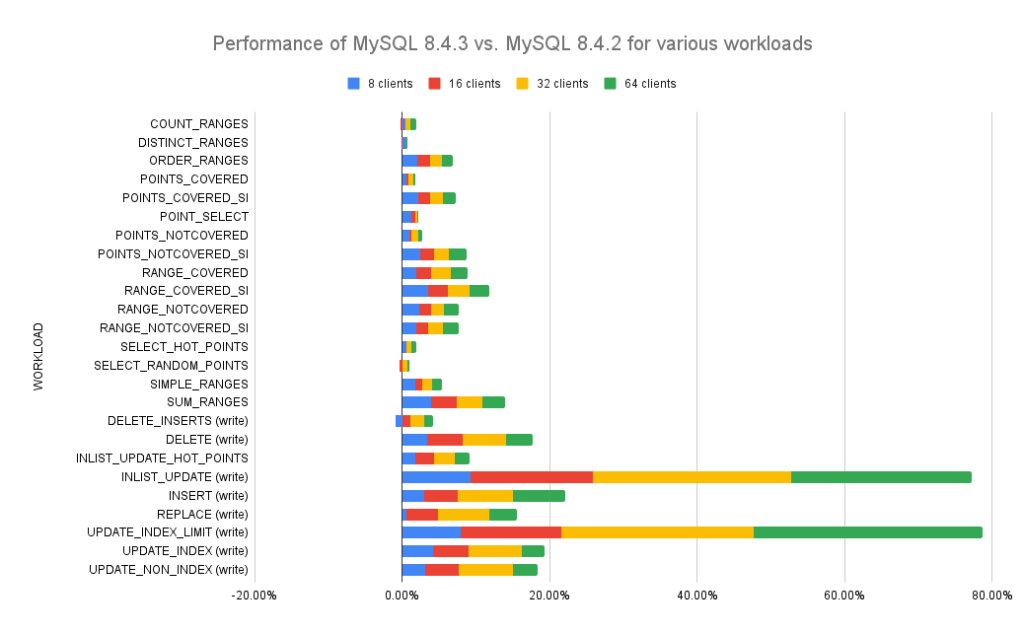 Performance of MySQL 8.4.3 vs. MySQL 8.4.2 for various workloads
8 clients 16 clients 32 clients 64 clients
COUNT_RANGES
DISTINCT_RANGES
ORDER_RANGES
POINTS_COVERED
POINTS_COVERED_SI
POINT_SELECT
POINTS_NOTCOVERED
POINTS_NOTCOVERED_SI
RANGE_COVERED
RANGE_COVERED_SI
RANGE_NOTCOVERED
RANGE_NOTCOVERED_SI
SELECT_HOT_POINTS
SELECT_RANDOM_POINTS
SIMPLE_RANGES
SUM_RANGES
DELETE_INSERTS (write)
DELETE (write)
INLIST_UPDATE_HOT_POINTS
INLIST_UPDATE (write)
INSERT (write)
REPLACE (write)
UPDATE_INDEX_LIMIT (write)
UPDATE_INDEX (write)
UPDATE_NON_INDEX (write)
WORKLOAD
-20.00% 0.00% 20.00% 40.00% 60.00% 80.00%